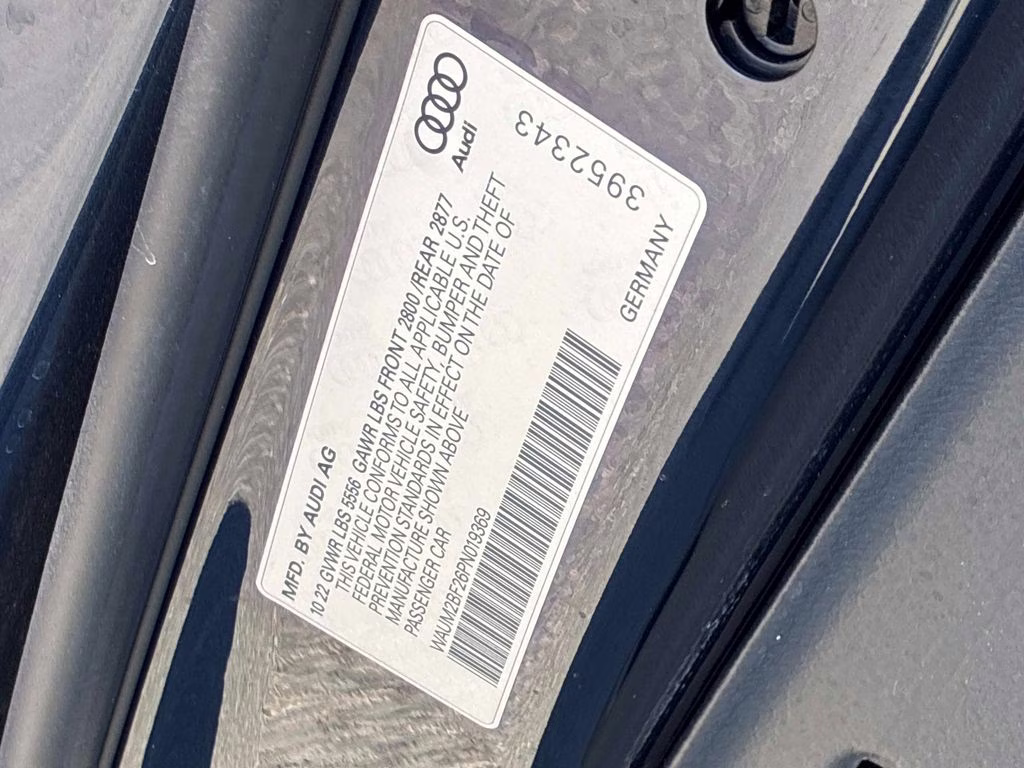 MFD. BY AUDI AG
10 22 GVWR LBS 5556 GAWR LBS FRONT 2800 /REAR 2877
THIS VEHICLE CONFORMS TO ALL APPLICABLE U.S.
FEDERAL MOTOR VEHICLE SAFETY, BUMPER AND THEFT
PREVENTION STANDARDS IN EFFECT ON THE DATE OF
MANUFACTURE SHOWN ABOVE
PASSENGER CAR
WAUM2BF26PN019369
GERMANY
Audi
3952343